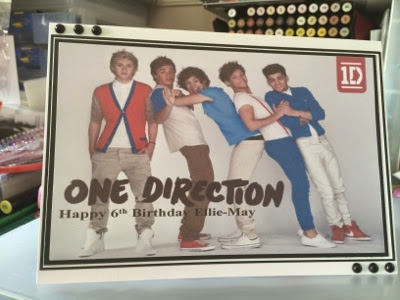 1D
ONE DIRECTION
Happy 6th Birthday Ellie-May